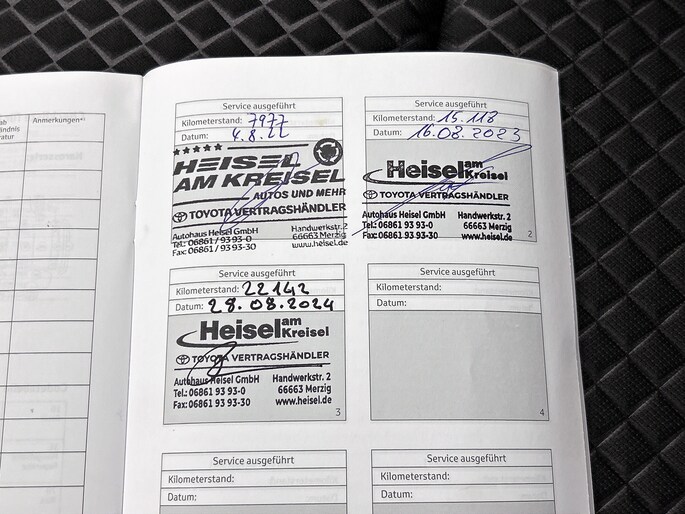 ab
ändnis
ratur
Anmerkungen
Service ausgeführt
Kilometerstand: 7977
Datum: 4.8.22
HEISEL
AM KREISEL
AUTOS UND MEHR
TOYOTA VERTRAGSHÄNDLER
Autohaus Heisel GmbH Handwerkstr. 2
Tel.: 06861 / 93 93-0 66663 Merzig
Fax: 06861 / 93 93-30 www.heisel.de
Service ausgeführt
Kilometerstand: 15.118
Datum: 16.08.2023
Heisel am
Kreisel
TOYOTA VERTRAGSHÄNDLER
Autohaus Heisel GmbH Handwerkstr. 2
Tel.: 06861 93 93-0 66663 Merzig
Fax: 06861 93 93-30 www.heisel.de
2
Service ausgeführt
Kilometerstand: 22142
Datum: 28.08.2024
Heisel am
Kreisel
TOYOTA VERTRAGSHÄNDLER
Autohaus Heisel GmbH Handwerkstr. 2
Tel.: 06861 93 93-0 66663 Merzig
Fax: 06861 93 93-30 www.heisel.de
3
Service ausgeführt
Kilometerstand:
Datum:
4
Service ausgeführt
Kilometerstand:
Datum:
Service ausgeführt
Kilometerstand:
Datum: